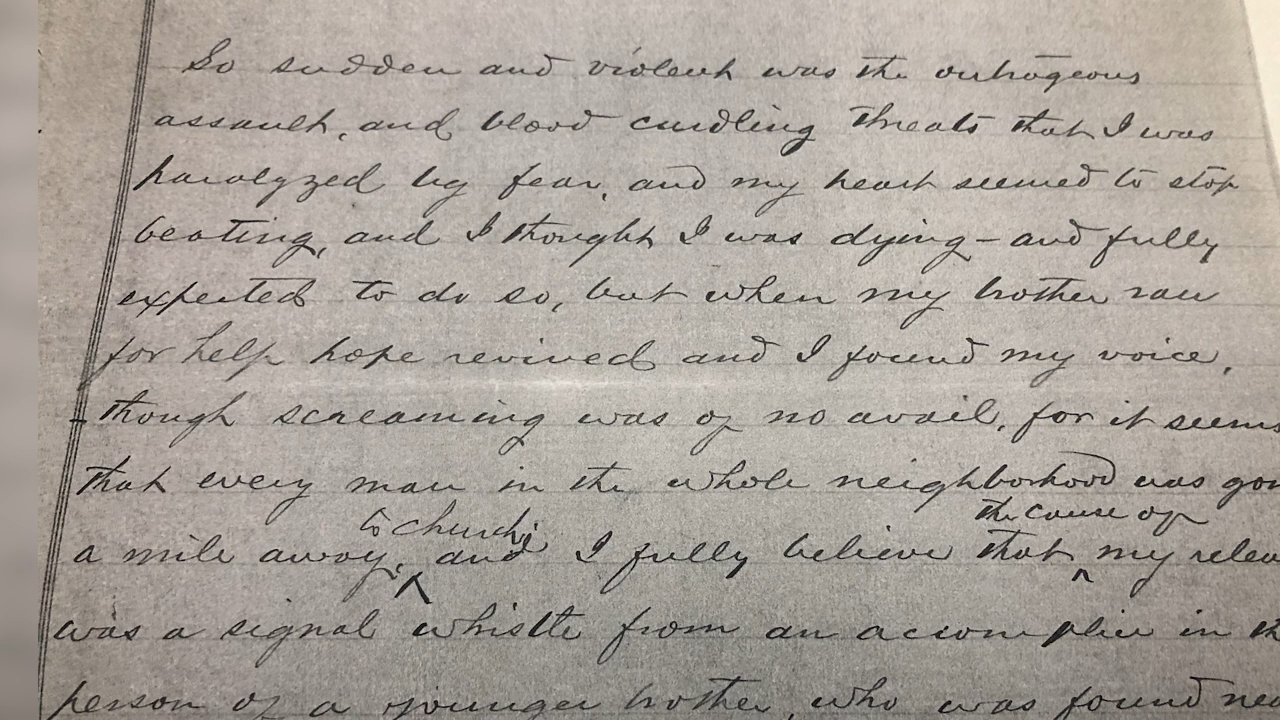 So sudden and violent was the outrageous
assault, and blood curdling threats that I was
paralyzed by fear, and my heart seemed to stop
beating, and I thought I was dying – and fully
expected to do so, but when my brother ran
for help hope revived and I found my voice,
though screaming was of no avail, for it seems
that every man in the whole neighborhood was gon
to church; the cause of
a mile away, and I fully believe that my relea
was a signal whistle from an accomplice in th
person of a younger brother, who was found nea